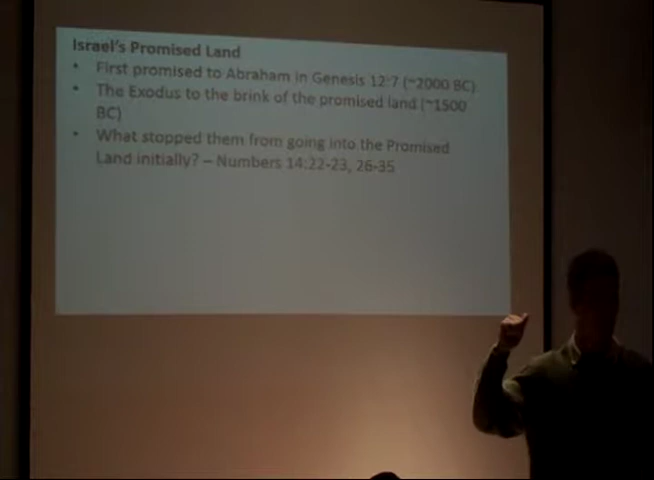 Israel's Promised Land
• First promised to Abraham in Genesis 12:7 (~2000 BC)
• The Exodus to the brink of the promised land (~1500
BC)
• What stopped them from going into the Promised
Land initially? – Numbers 14:22-23, 26-35